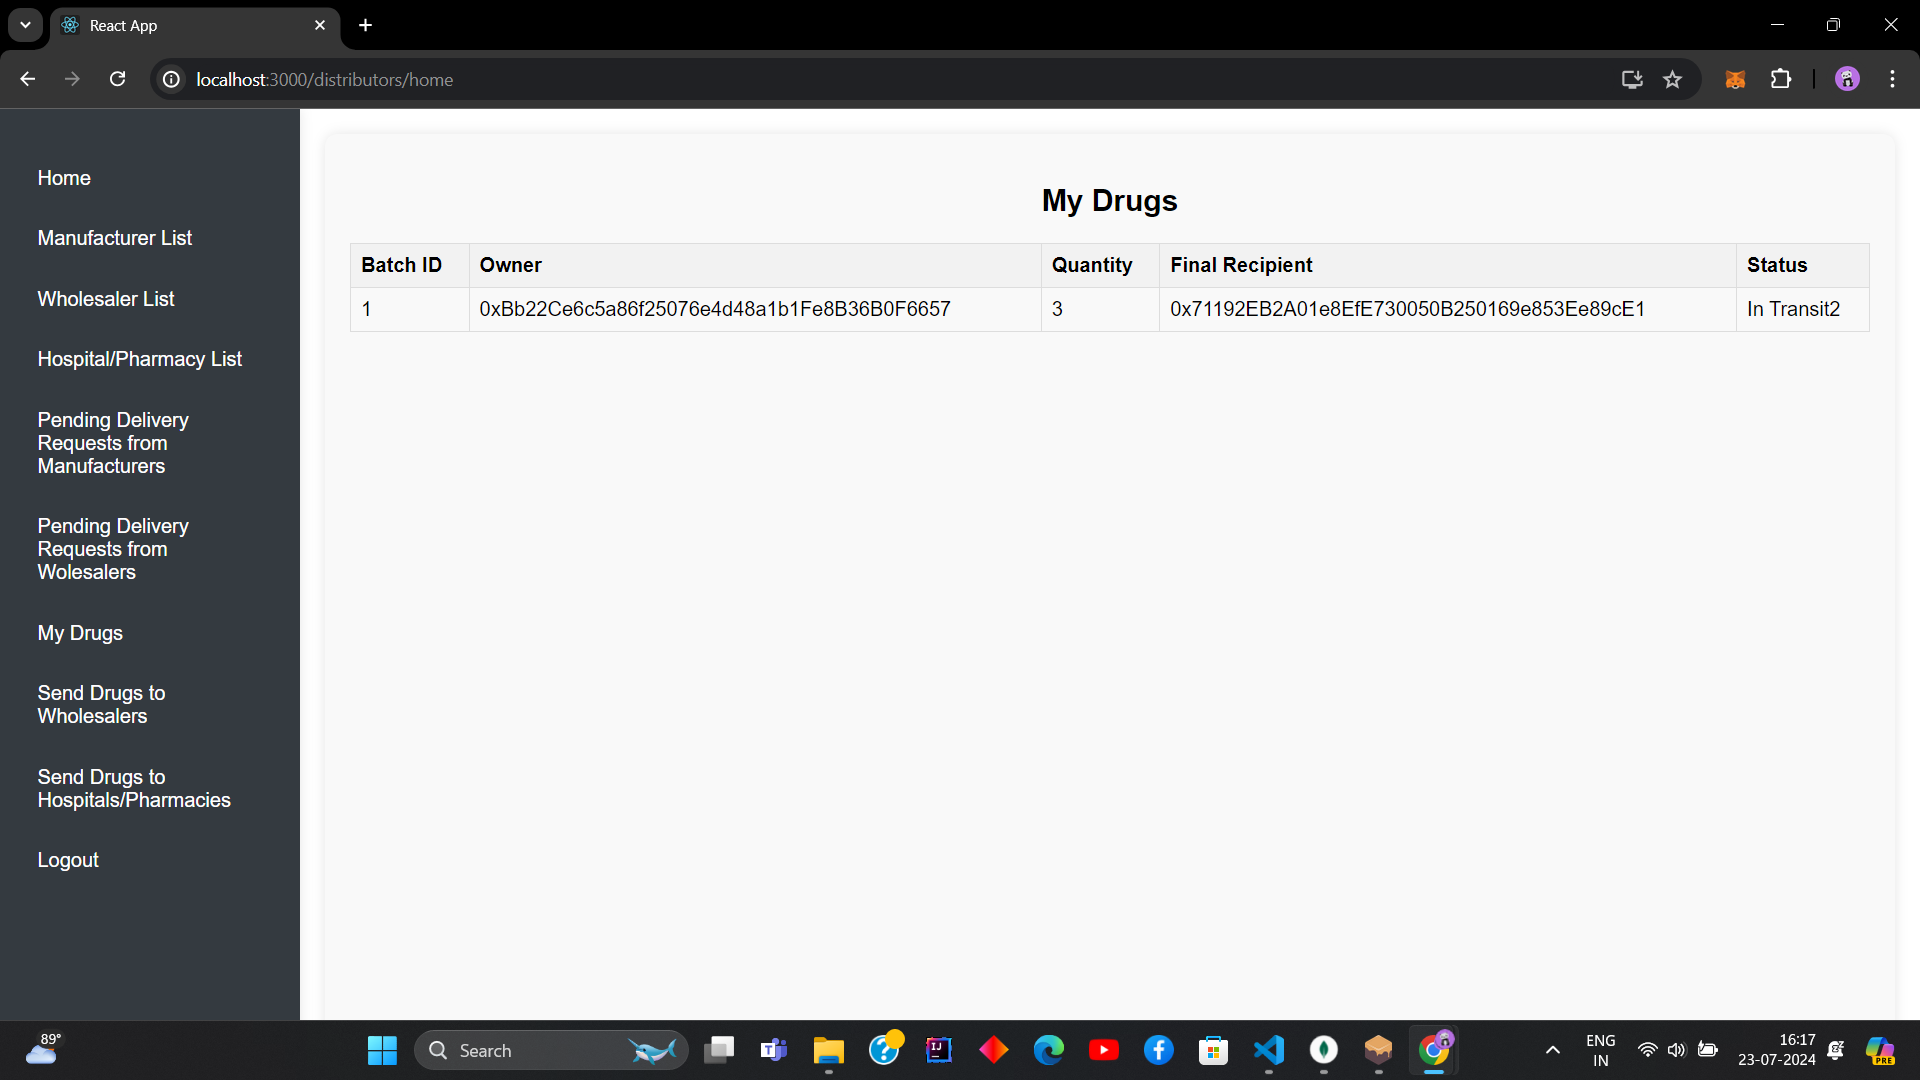 React App
localhost:3000/distributors/home
Home
Manufacturer List
Wholesaler List
Hospital/Pharmacy List
Pending Delivery
Requests from
Manufacturers
Pending Delivery
Requests from
Wolesalers
My Drugs
Send Drugs to
Wholesalers
Send Drugs to
Hospitals/Pharmacies
Logout
My Drugs
Batch ID Owner Quantity Final Recipient Status
1 0xBb22Ce6c5a86f25076e4d48a1b1Fe8B36B0F6657 3 0x71192EB2A01e8EfE730050B250169e853Ee89cE1 In Transit2
89°
Search
ENG
IN
16:17
23-07-2024
PRE